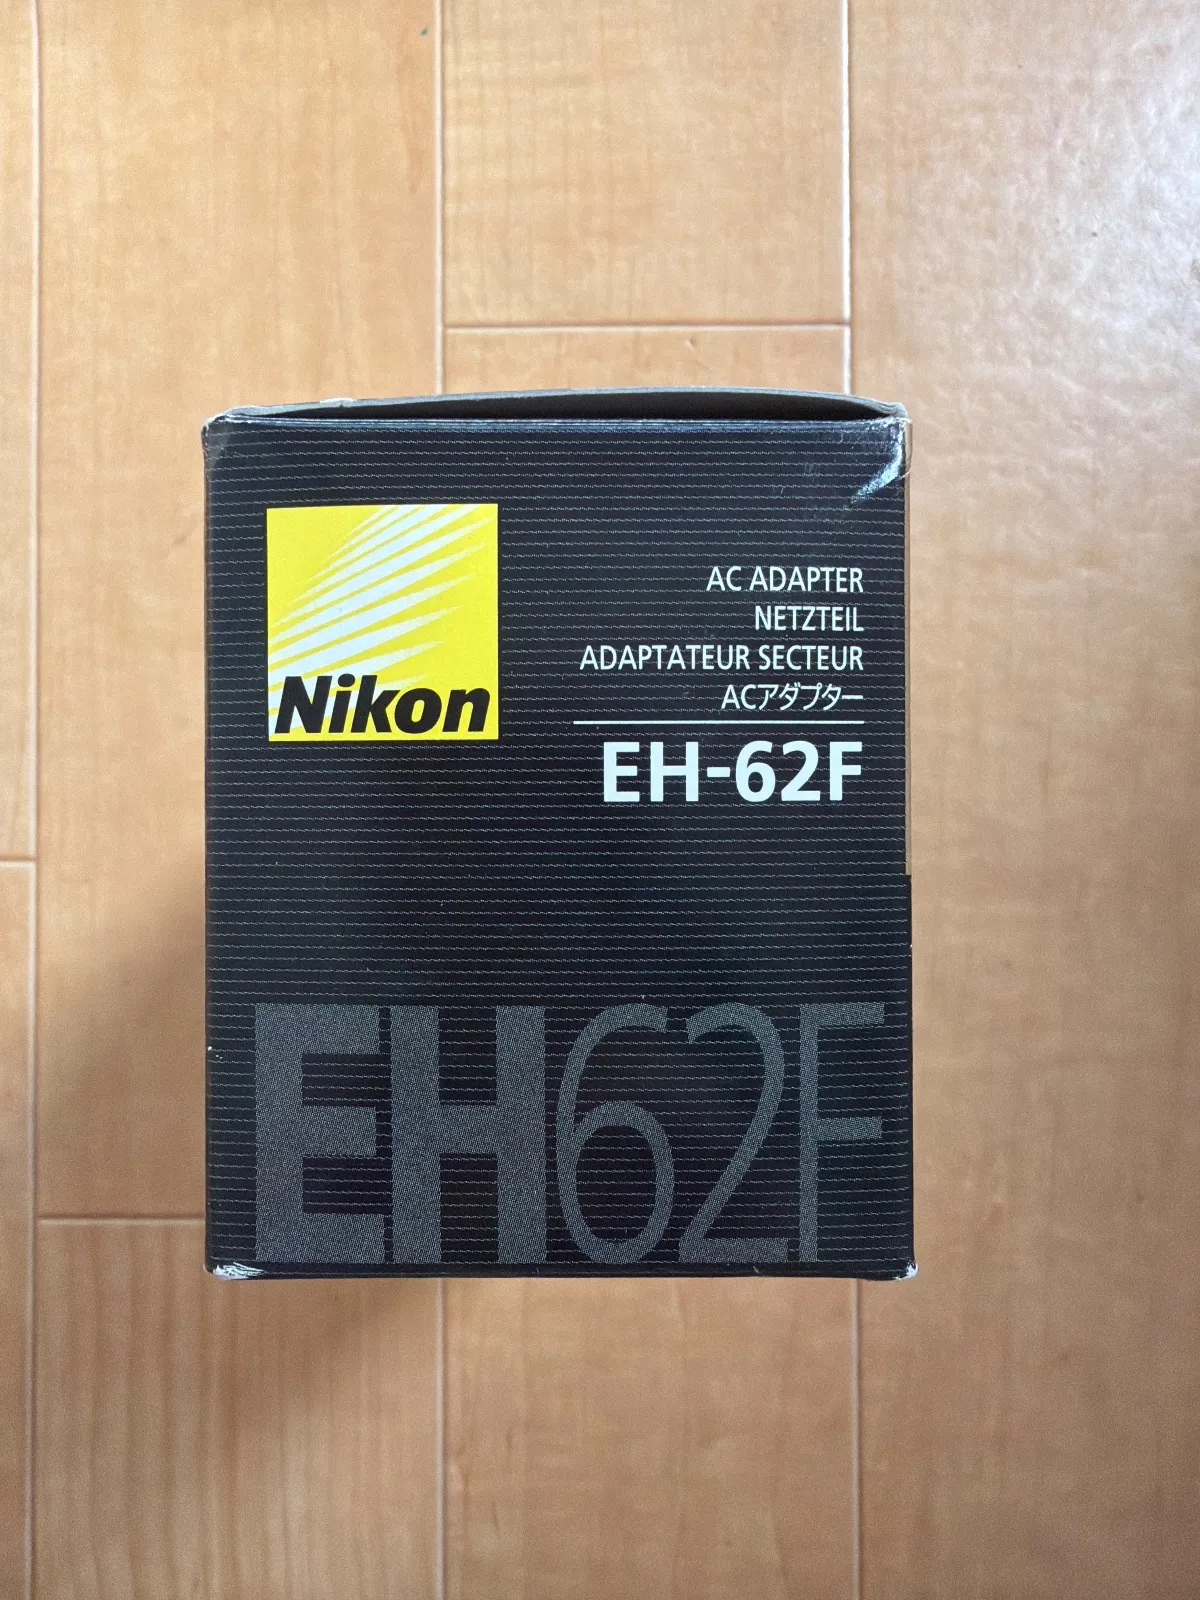 Nikon
AC ADAPTER
NETZTEIL
ADAPTATEUR SECTEUR
ACアダプター
EH-62F
EH62F